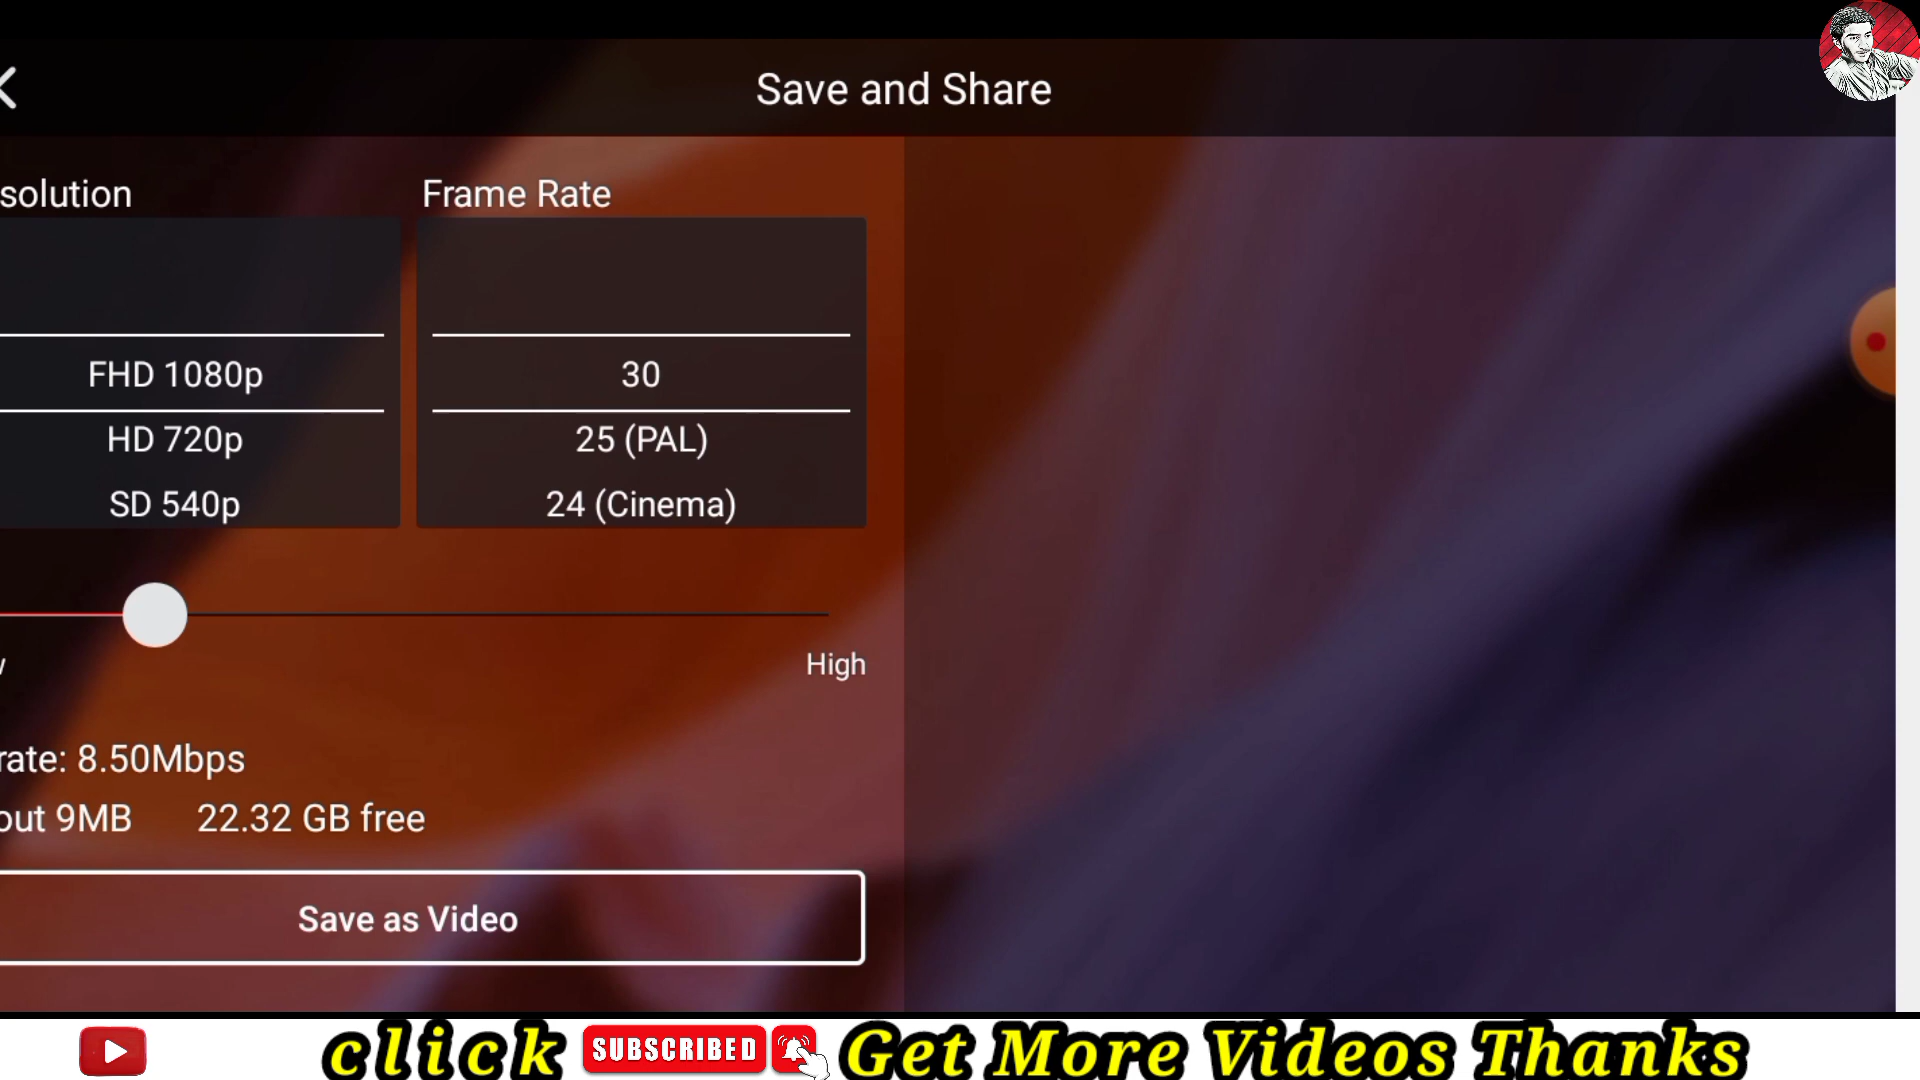 Save and Share
solution
Frame Rate
FHD 1080p
HD 720p
SD 540p
30
25 (PAL)
24 (Cinema)
High
rate: 8.50Mbps
out 9MB 22.32 GB free
Save as Video
click SUBSCRIBED Get More Videos Thanks